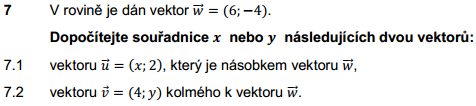 7 V rovině je dán vektor w⃗ = (6; −4).
Dopočítejte souřadnice x nebo y následujících dvou vektorů:
7.1 vektoru u⃗ = (x; 2), který je násobkem vektoru w⃗,
7.2 vektoru v⃗ = (4; y) kolmého k vektoru w⃗.